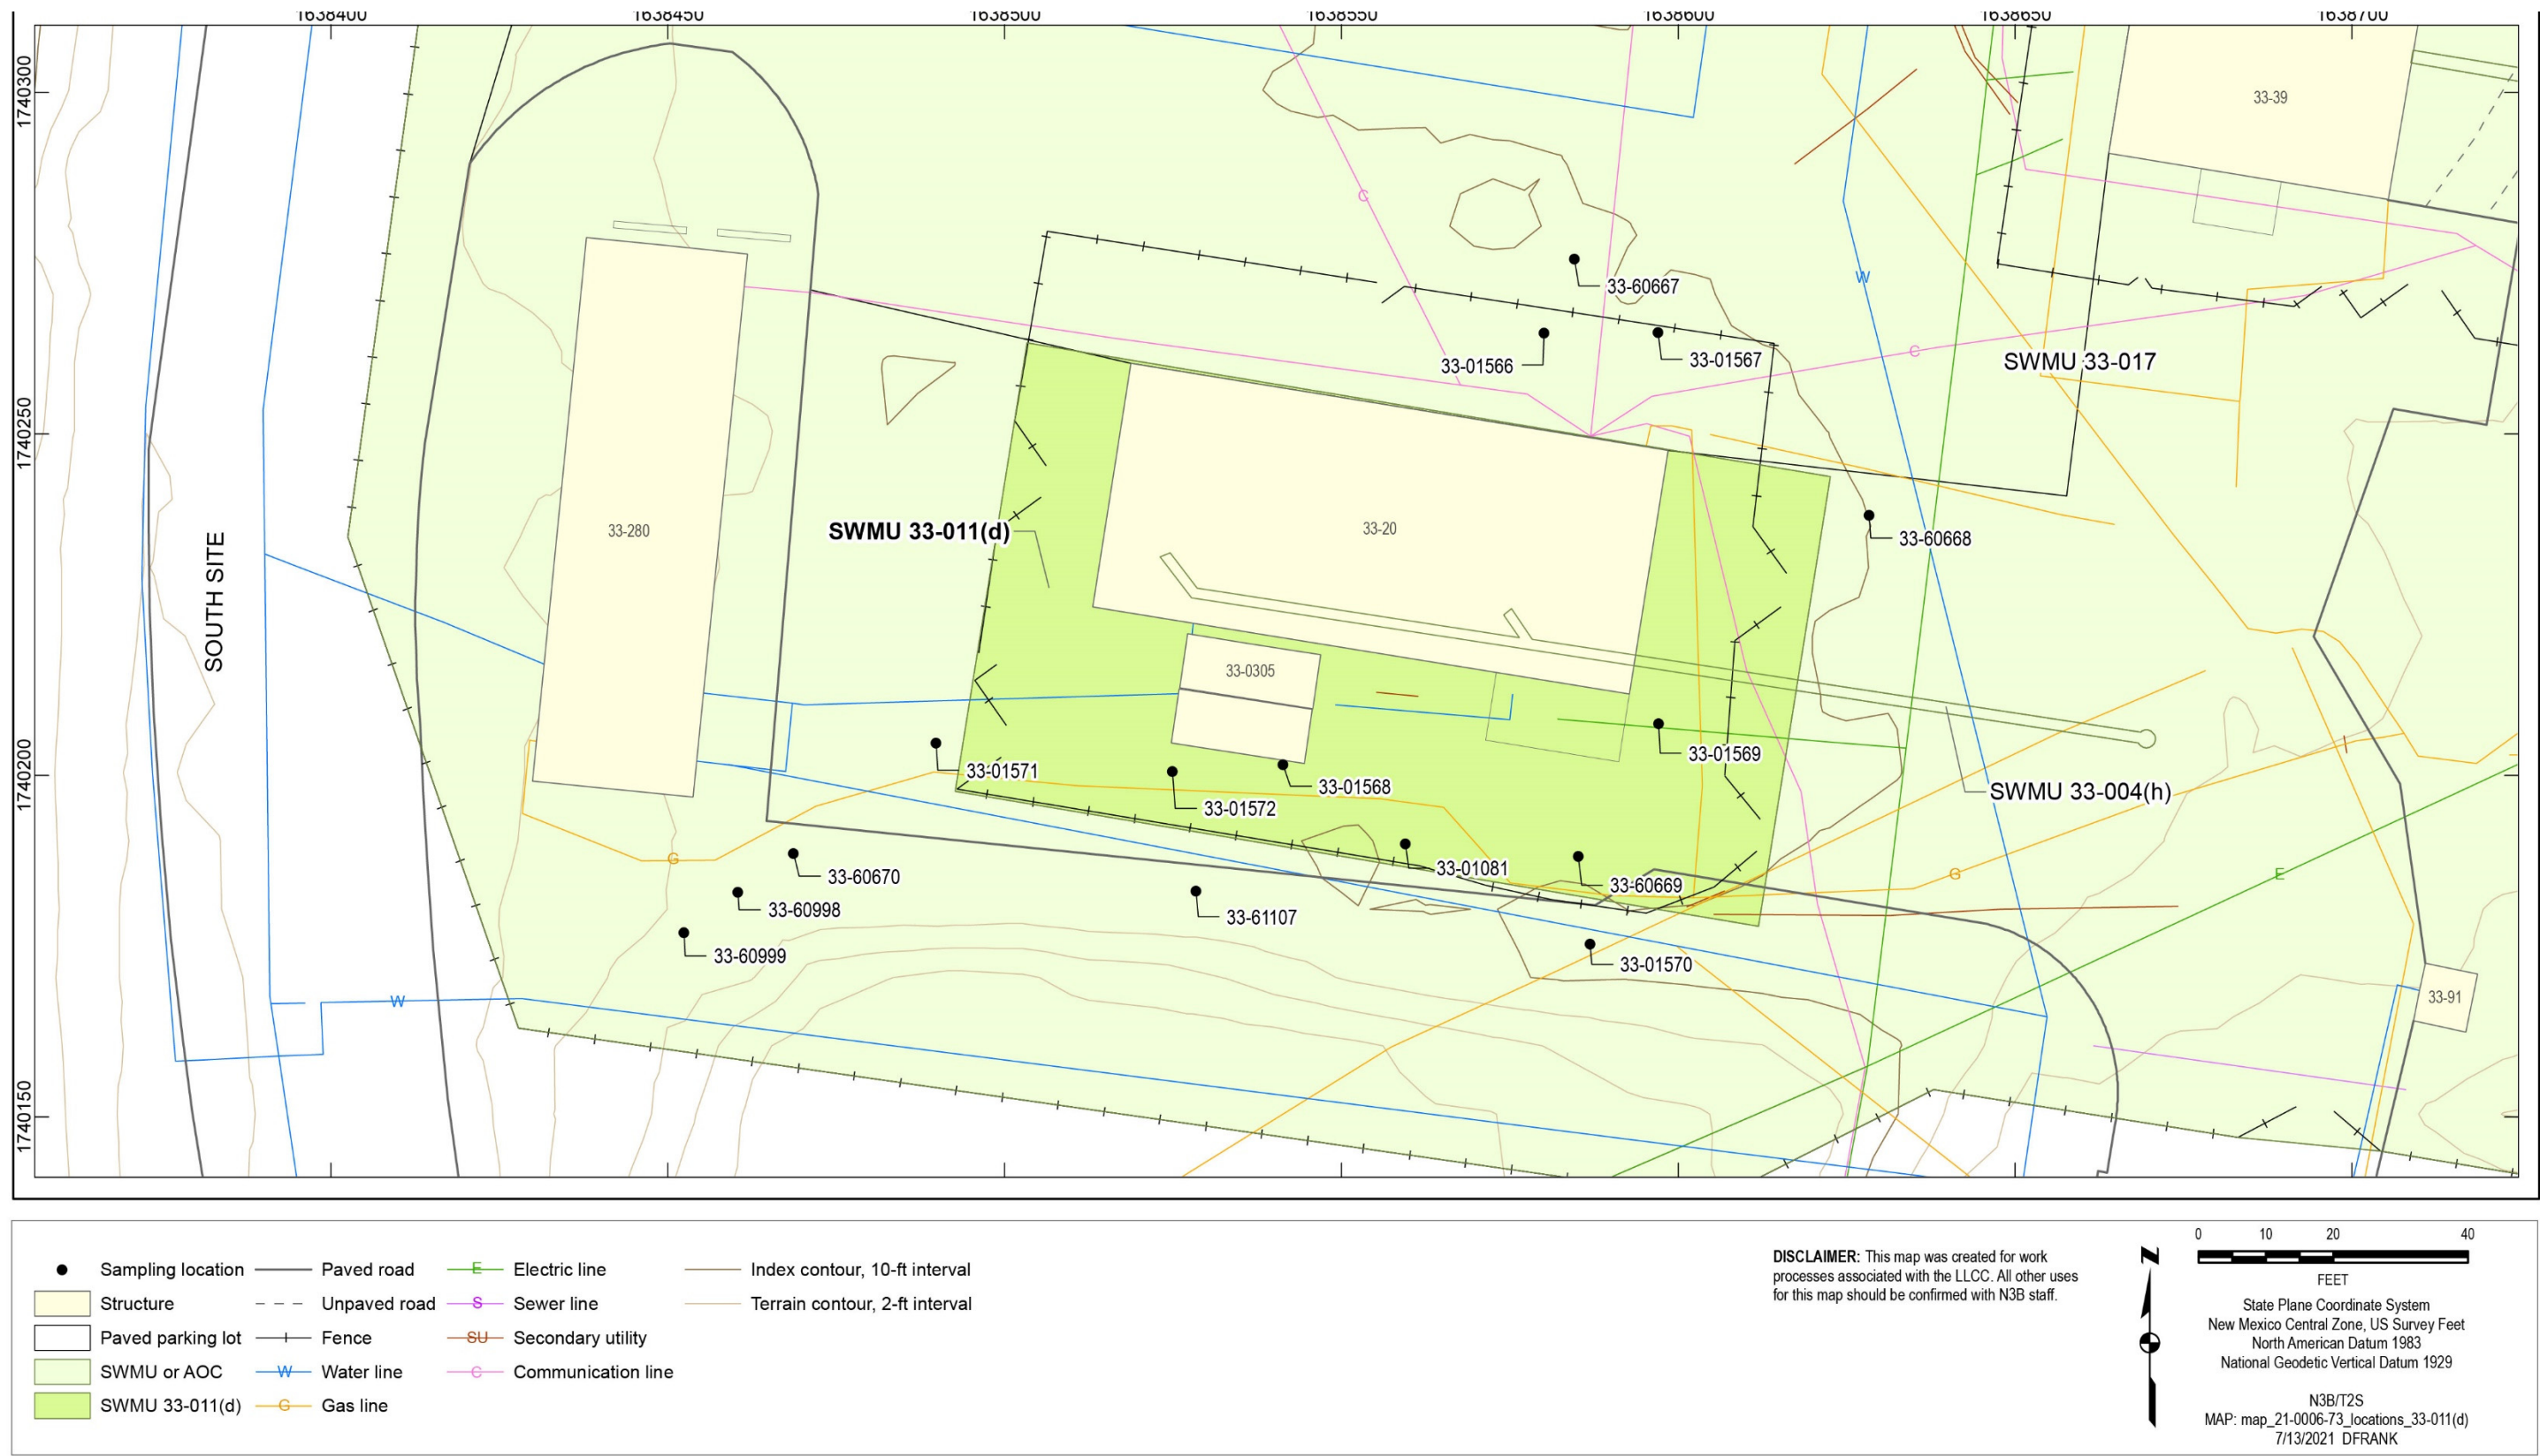 1638400 1638450 1638500 1638550 1638600 1638650 1638700
1740300
33-39
33-60667
W
C
33-01566
33-01567
C
SWMU 33-017
1740250
SOUTH SITE
33-280
SWMU 33-011(d)
33-20
33-60668
33-0305
1740200
33-01571
33-01572
33-01568
33-01569
SWMU 33-004(h)
G
33-60670
33-01081
33-60669
G
E
33-60998
33-61107
33-60999
33-01570
W
33-91
1740150
Sampling location
Structure
Paved parking lot
SWMU or AOC
SWMU 33-011(d)
Paved road
Unpaved road
Fence
W Water line
G Gas line
E Electric line
S Sewer line
SU Secondary utility
C Communication line
Index contour, 10-ft interval
Terrain contour, 2-ft interval
DISCLAIMER: This map was created for work
processes associated with the LLCC. All other uses
for this map should be confirmed with N3B staff.
N
0 10 20 40
FEET
State Plane Coordinate System
New Mexico Central Zone, US Survey Feet
North American Datum 1983
National Geodetic Vertical Datum 1929
N3B/T2S
MAP: map_21-0006-73_locations_33-011(d)
7/13/2021 DFRANK